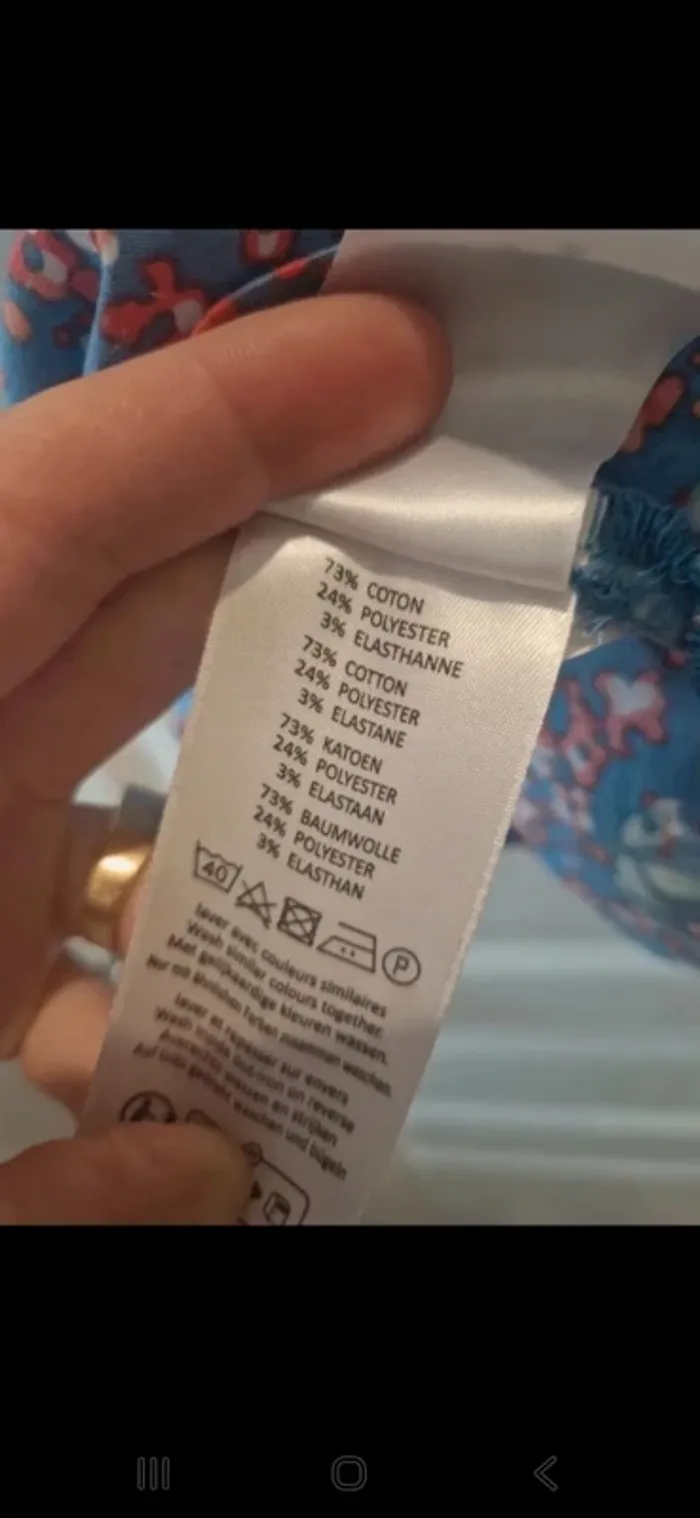 73% COTON
24% POLYESTER
3% ELASTHANNE
73% COTTON
24% POLYESTER
3% ELASTANE
73% KATOEN
24% POLYESTER
3% ELASTAAN
73% BAUMWOLLE
24% POLYESTER
3% ELASTHAN
40
P
laver avec couleurs similaires
Wash similar colours together.
Met gelijkaardige kleuren wassen.
Nur mit ähnlichen Farben zusammen waschen.
laver et repasser sur envers
Wash inside out-iron on reverse
Averechts wassen en strijken
Auf links gedreht waschen und bügeln